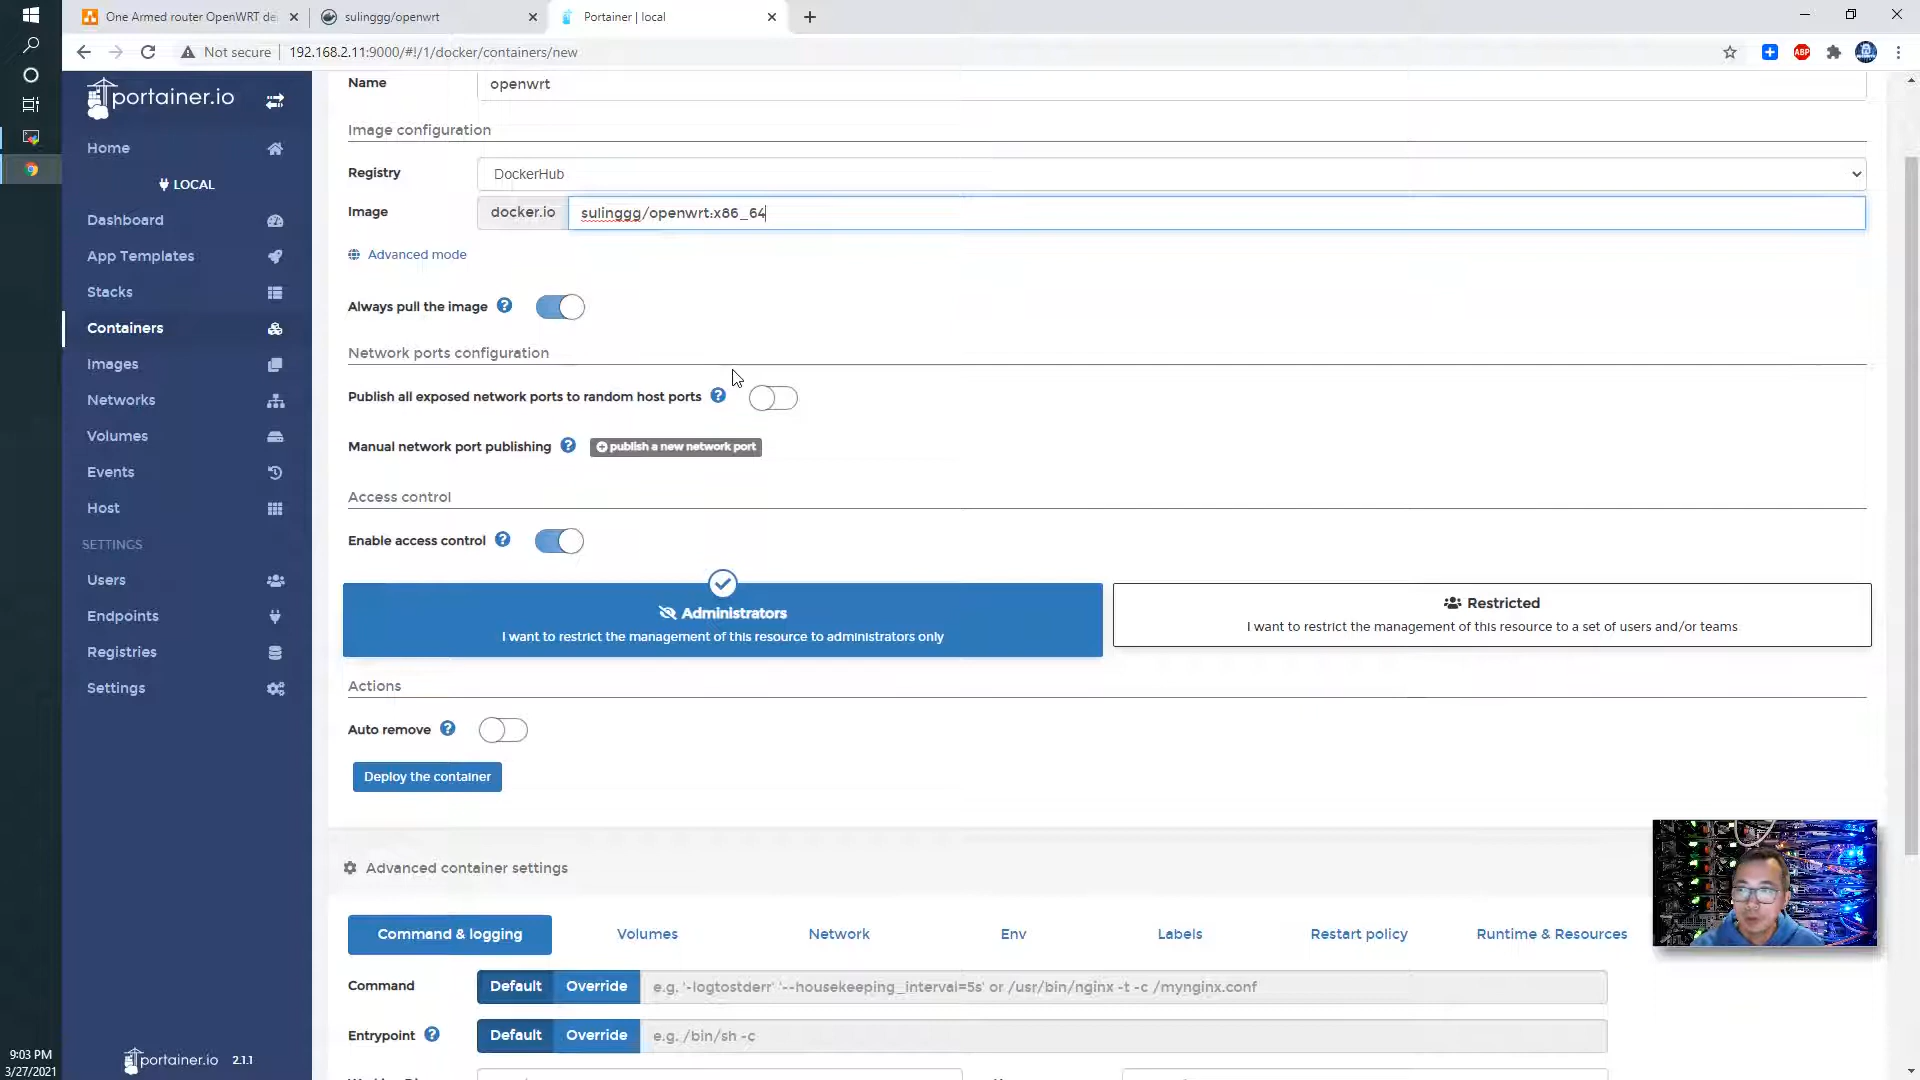 One Armed router OpenWRT de
sulinggg/openwrt
Portainer | local
Not secure
192.168.2.11:9000/#!/1/docker/containers/new
ABP
portainer.io
Home
LOCAL
Dashboard
App Templates
Stacks
Containers
Images
Networks
Volumes
Events
Host
SETTINGS
Users
Endpoints
Registries
Settings
portainer.io 2.1.1
9:03 PM
3/27/2021
Name openwrt
Image configuration
Registry DockerHub
Image docker.io sulinggg/openwrt:x86_64
Advanced mode
Always pull the image
Network ports configuration
Publish all exposed network ports to random host ports
Manual network port publishing publish a new network port
Access control
Enable access control
Administrators
I want to restrict the management of this resource to administrators only
Restricted
I want to restrict the management of this resource to a set of users and/or teams
Actions
Auto remove
Deploy the container
Advanced container settings
Command & logging Volumes Network Env Labels Restart policy Runtime & Resources
Command Default Override e.g. '-logtostderr' '--housekeeping_interval=5s' or /usr/bin/nginx -t -c /mynginx.conf
Entrypoint Default Override e.g. /bin/sh -c